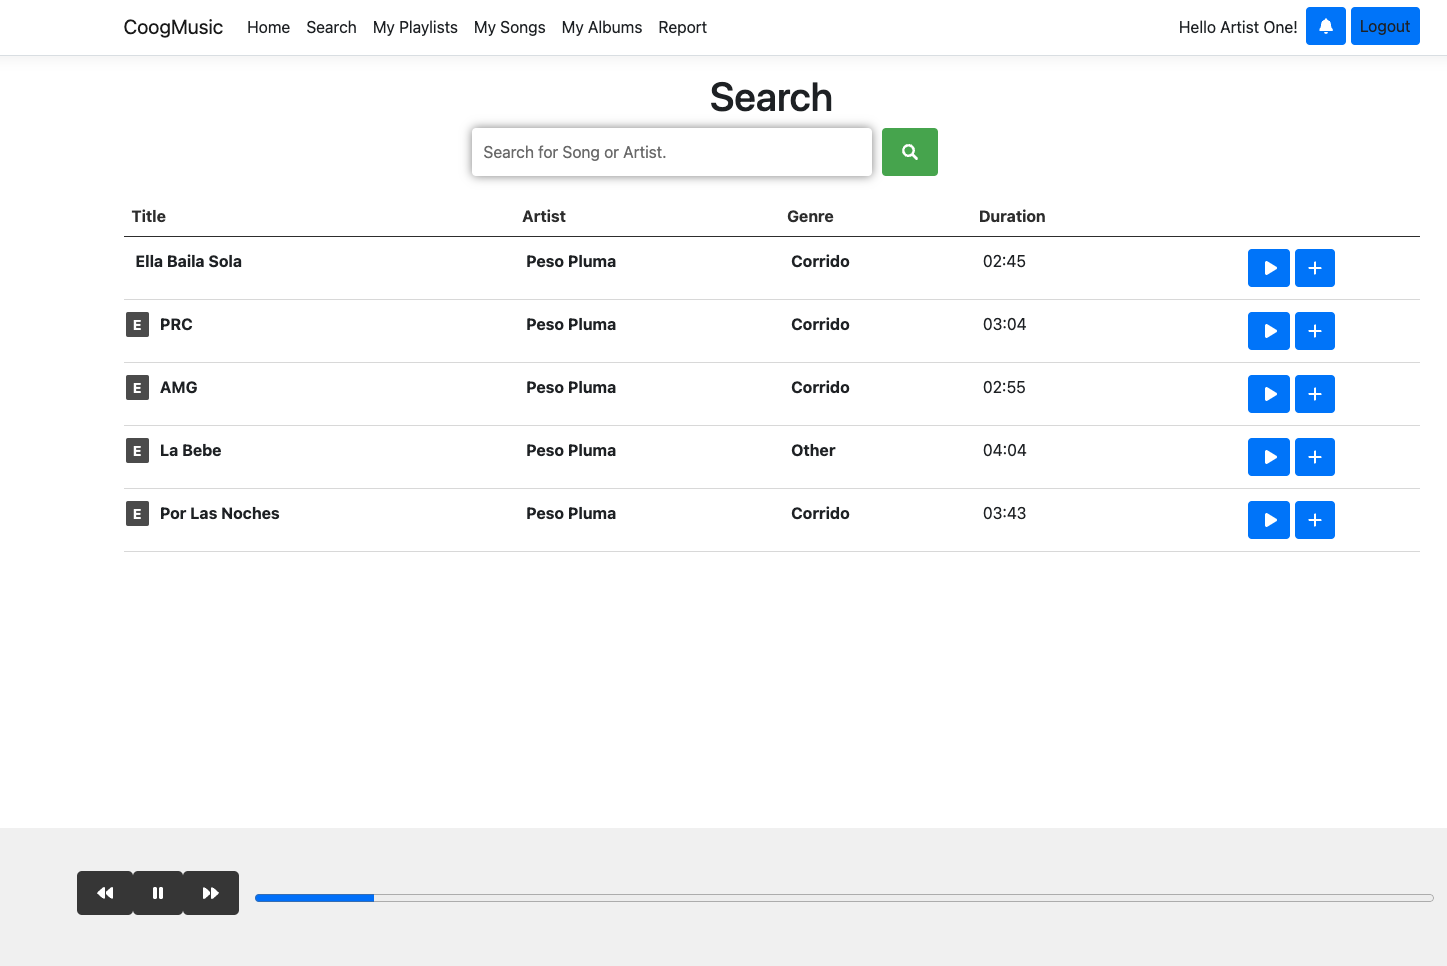 CoogMusic Home Search My Playlists My Songs My Albums Report Hello Artist One! Logout
Search
Search for Song or Artist.
Title Artist Genre Duration
Ella Baila Sola Peso Pluma Corrido 02:45
E PRC Peso Pluma Corrido 03:04
E AMG Peso Pluma Corrido 02:55
E La Bebe Peso Pluma Other 04:04
E Por Las Noches Peso Pluma Corrido 03:43